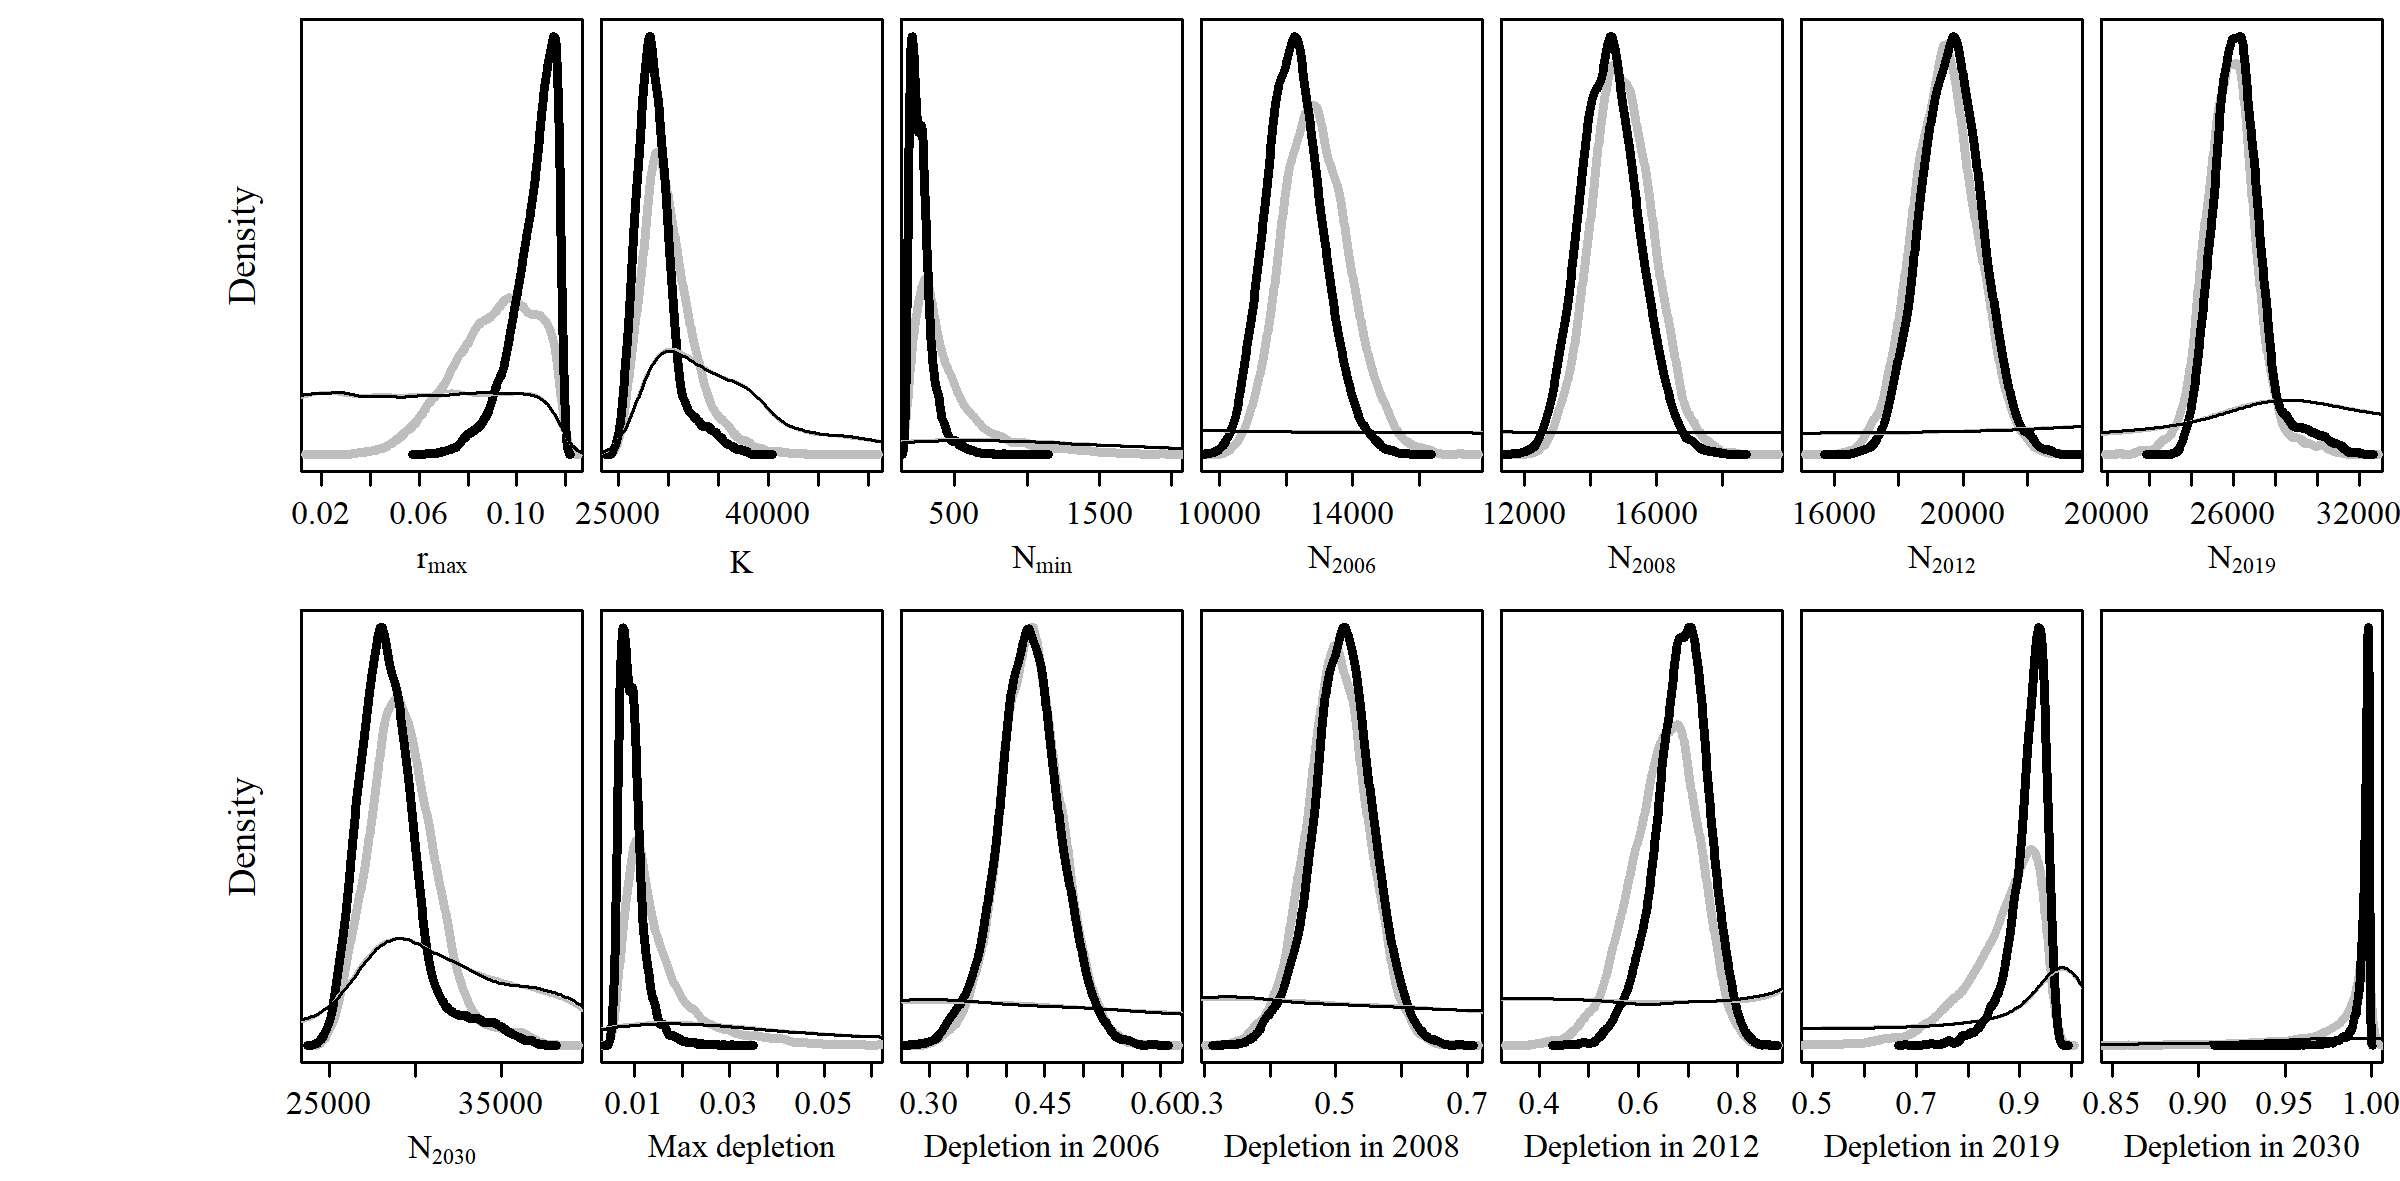 Density
0.02 0.06 0.10 25000 40000 500 1500 10000 14000 12000 16000 16000 20000 20000 26000 32000
r_max K N_min N_2006 N_2008 N_2012 N_2019
Density
25000 35000 0.01 0.03 0.05 0.30 0.45 0.60 0.3 0.5 0.7 0.4 0.6 0.8 0.5 0.7 0.9 0.85 0.90 0.95 1.00
N_2030 Max depletion Depletion in 2006 Depletion in 2008 Depletion in 2012 Depletion in 2019 Depletion in 2030